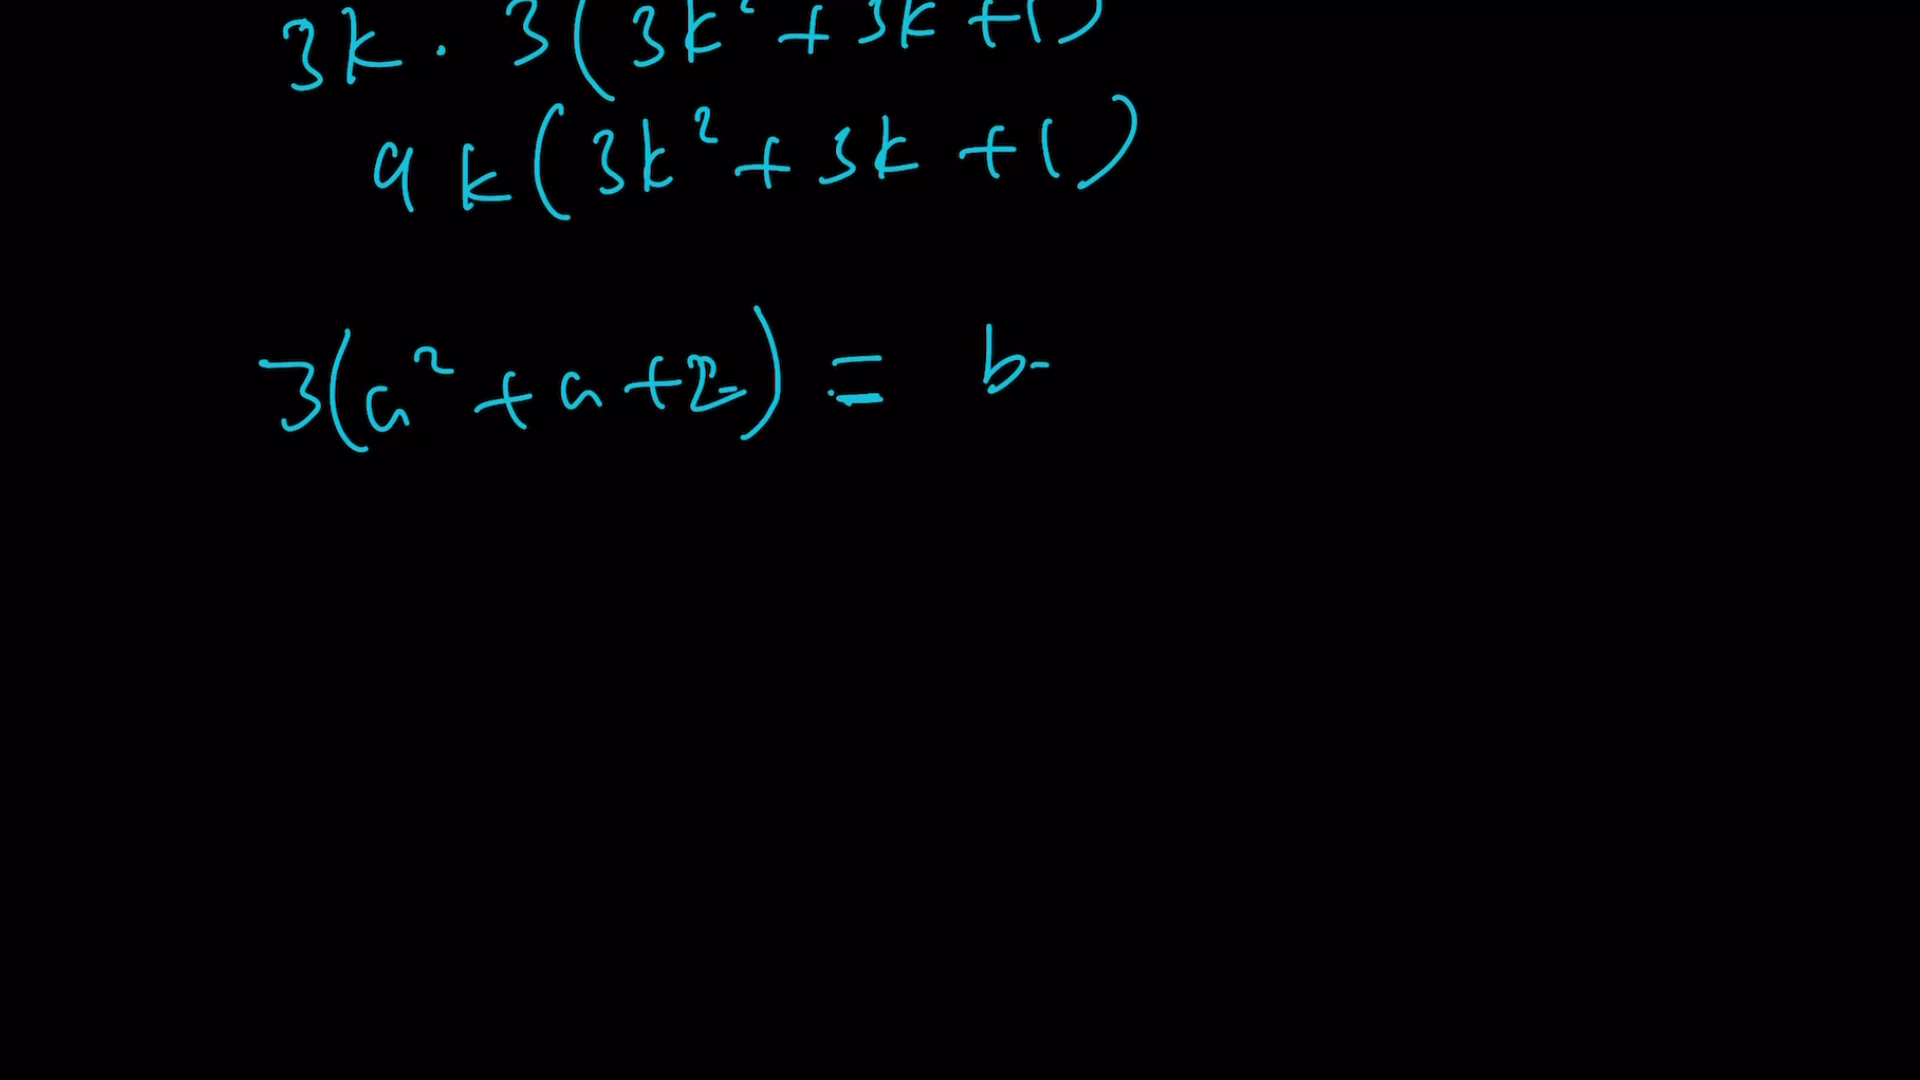 3k · 3(3k² + 3k + 1)
9k(3k² + 3k + 1)
3(a² + a + 2) = b-